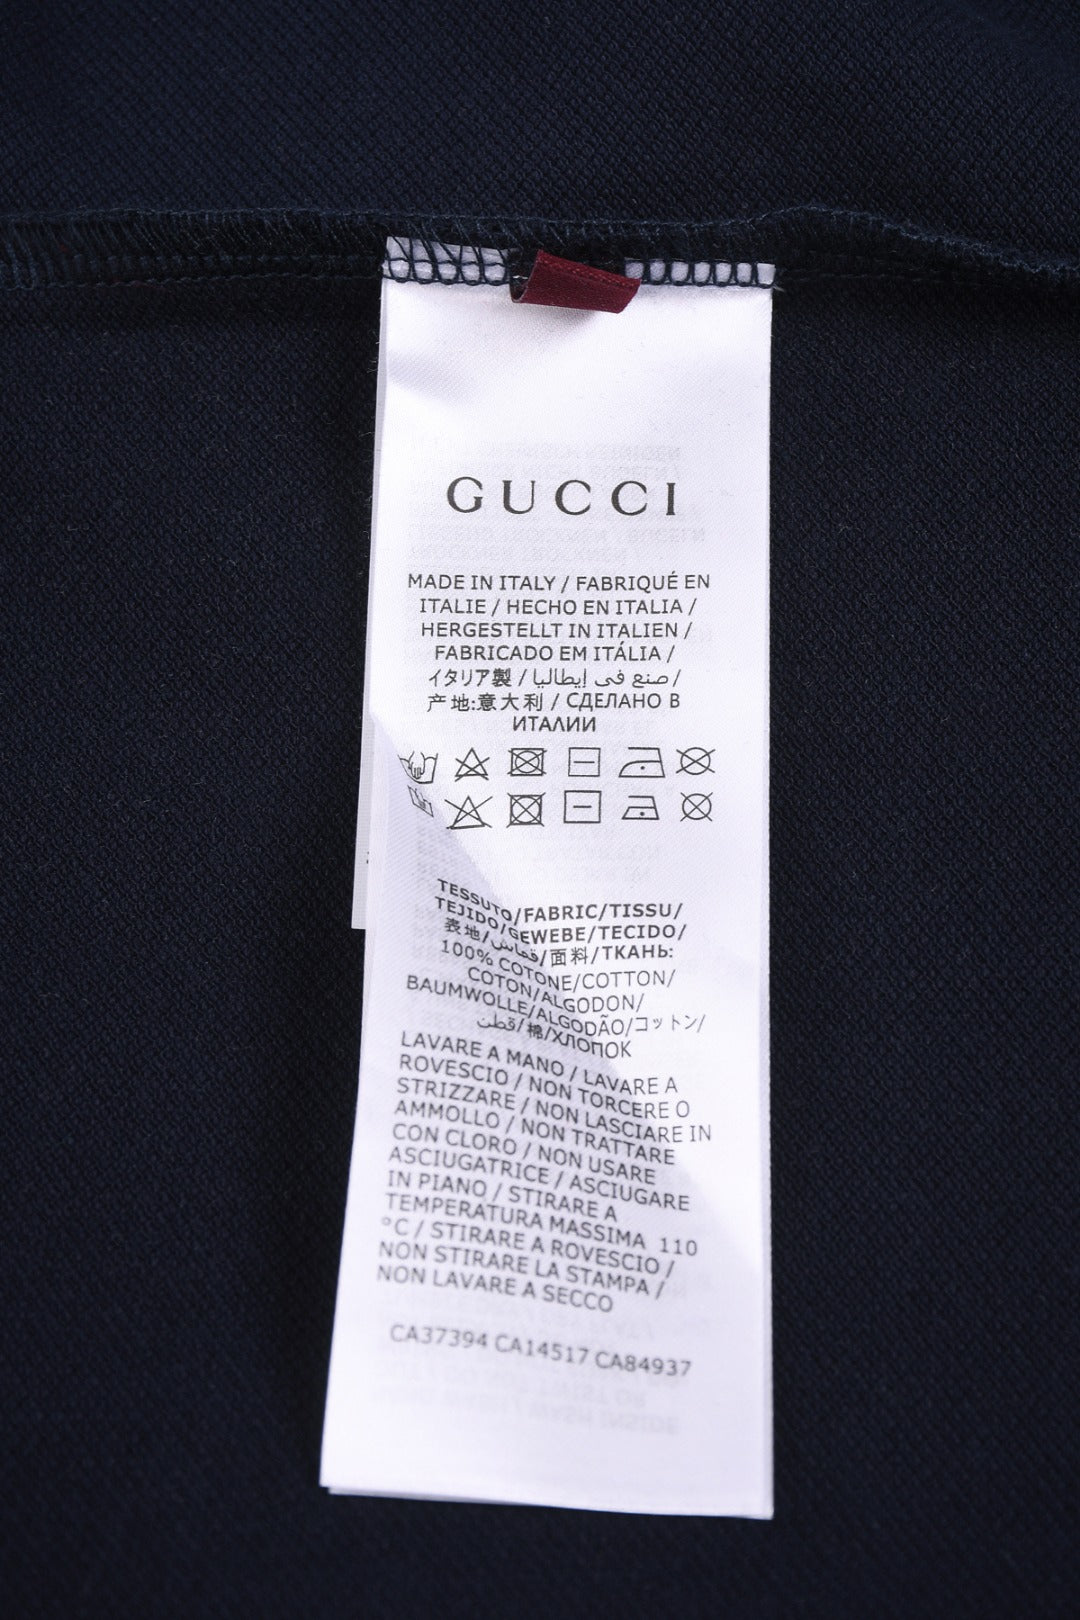 GUCCI
MADE IN ITALY / FABRIQUÉ EN
ITALIE / HECHO EN ITALIA /
HERGESTELLT IN ITALIEN /
FABRICADO EM ITÁLIA /
イタリア製 / صنع في إيطاليا /
产地:意大利 / СДЕЛАНО В
ИТАЛИИ
TESSUTO/FABRIC/TISSU/
TEJIDO/GEWEBE/TECIDO/
表地/قماش/面料/ТКАНЬ:
100% COTONE/COTTON/
COTON/ALGODON/
BAUMWOLLE/ALGODÃO/コットン/
قطن/棉/ХЛОПОК
LAVARE A MANO / LAVARE A
ROVESCIO / NON TORCERE O
STRIZZARE / NON LASCIARE IN
AMMOLLO / NON TRATTARE
CON CLORO / NON USARE
ASCIUGATRICE / ASCIUGARE
IN PIANO / STIRARE A
TEMPERATURA MASSIMA 110
°C / STIRARE A ROVESCIO /
NON STIRARE LA STAMPA /
NON LAVARE A SECCO
CA37394 CA14517 CA84937